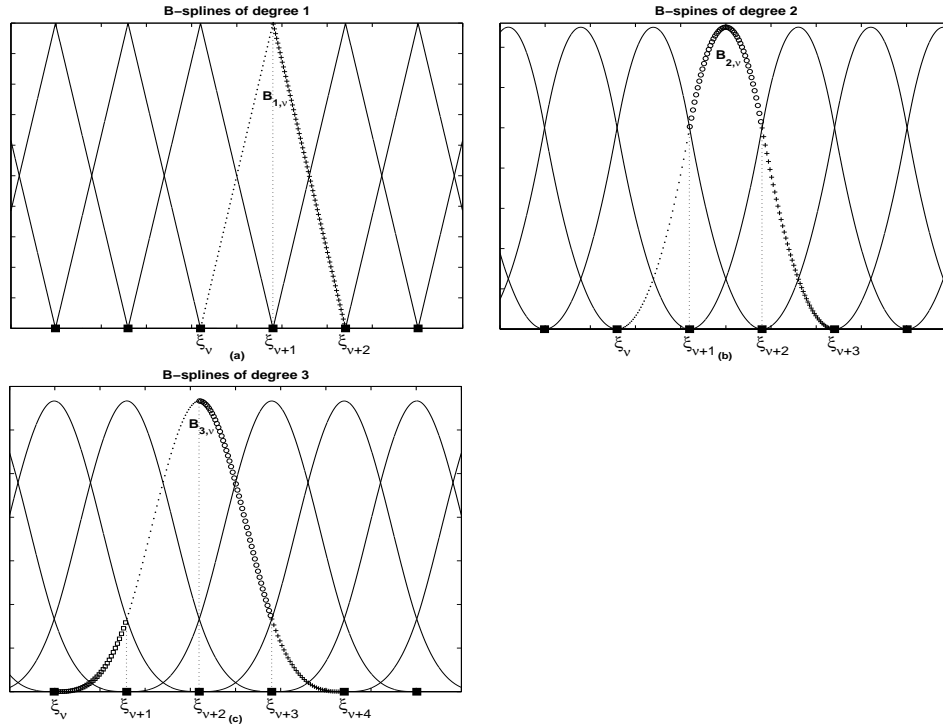 B-splines of degree 1
B₁,ν
ξν ξν+1 ξν+2
(a)
B-spines of degree 2
B₂,ν
ξν ξν+1 ξν+2 ξν+3
(b)
B-splines of degree 3
B₃,ν
ξν ξν+1 ξν+2 ξν+3 ξν+4
(c)